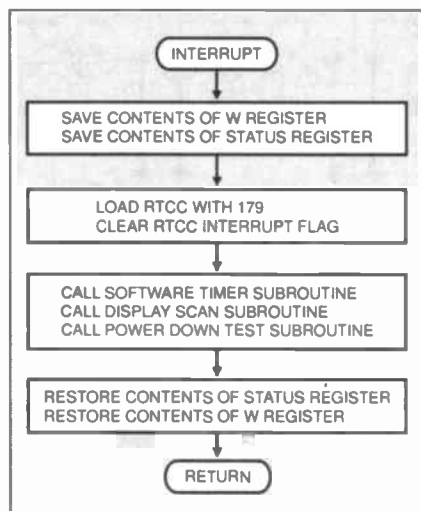 INTERRUPT
SAVE CONTENTS OF W REGISTER
SAVE CONTENTS OF STATUS REGISTER
LOAD RTCC WITH 179
CLEAR RTCC INTERRUPT FLAG
CALL SOFTWARE TIMER SUBROUTINE
CALL DISPLAY SCAN SUBROUTINE
CALL POWER DOWN TEST SUBROUTINE
RESTORE CONTENTS OF STATUS REGISTER
RESTORE CONTENTS OF W REGISTER
RETURN